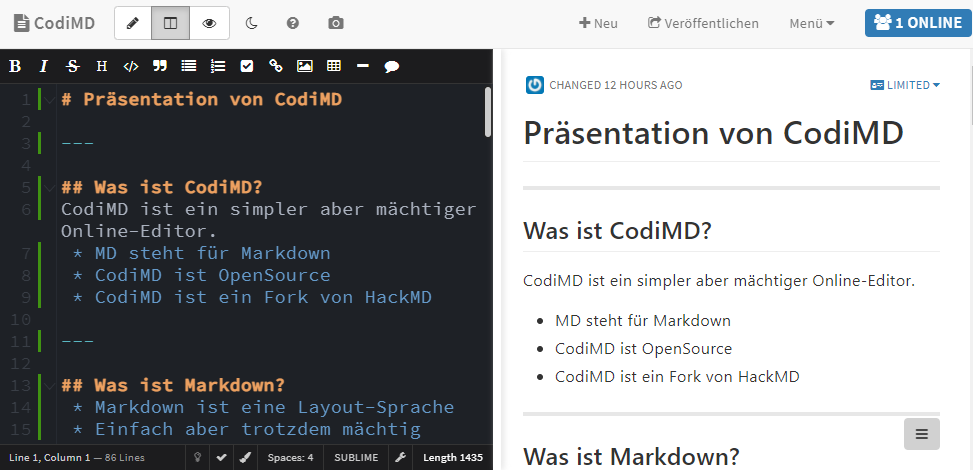 CodiMD
+ Neu
Veröffentlichen
Menü
1 ONLINE
B I S H </>
1 # Präsentation von CodiMD
2
3 ---
4
5 ## Was ist CodiMD?
6 CodiMD ist ein simpler aber mächtiger
Online-Editor.
7 * MD steht für Markdown
8 * CodiMD ist OpenSource
9 * CodiMD ist ein Fork von HackMD
10
11 ---
12
13 ## Was ist Markdown?
14 * Markdown ist eine Layout-Sprache
15 * Einfach aber trotzdem mächtig
Line 1, Column 1 — 86 Lines
Spaces: 4
SUBLIME
Length 1435
CHANGED 12 HOURS AGO
LIMITED
Präsentation von CodiMD
Was ist CodiMD?
CodiMD ist ein simpler aber mächtiger Online-Editor.
• MD steht für Markdown
• CodiMD ist OpenSource
• CodiMD ist ein Fork von HackMD
Was ist Markdown?